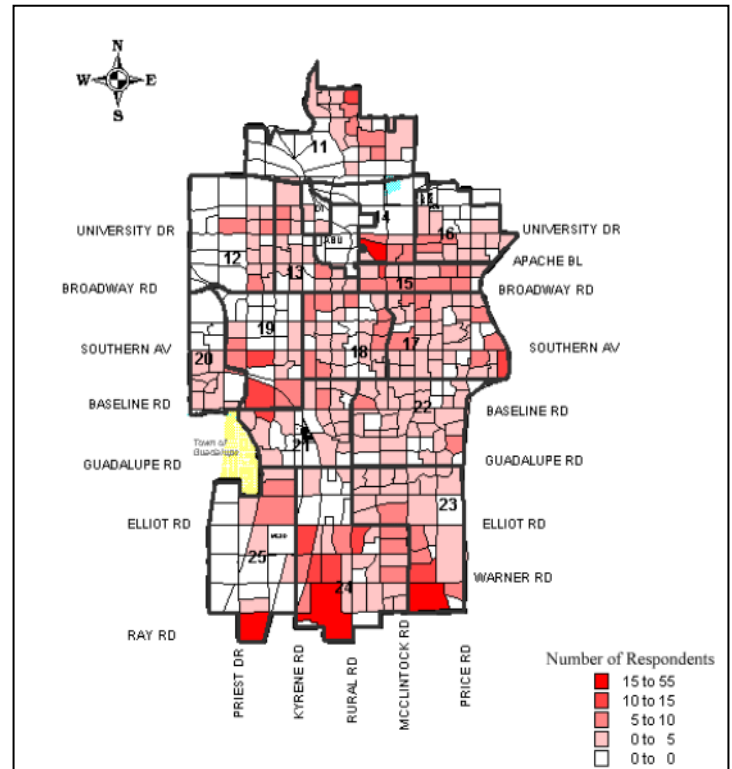 N
W E
S
11
14
UNIVERSITY DR
16
UNIVERSITY DR
ASU
12
13
APACHE BL
BROADWAY RD
15
BROADWAY RD
19
SOUTHERN AV
18
17
SOUTHERN AV
20
BASELINE RD
22
BASELINE RD
Town of
Guadalupe
21
GUADALUPE RD
GUADALUPE RD
23
ELLIOT RD
ELLIOT RD
25
WARNER RD
24
RAY RD
PRIEST DR
KYRENE RD
RURAL RD
MCCLINTOCK RD
PRICE RD
Number of Respondents
15 to 55
10 to 15
5 to 10
0 to 5
0 to 0